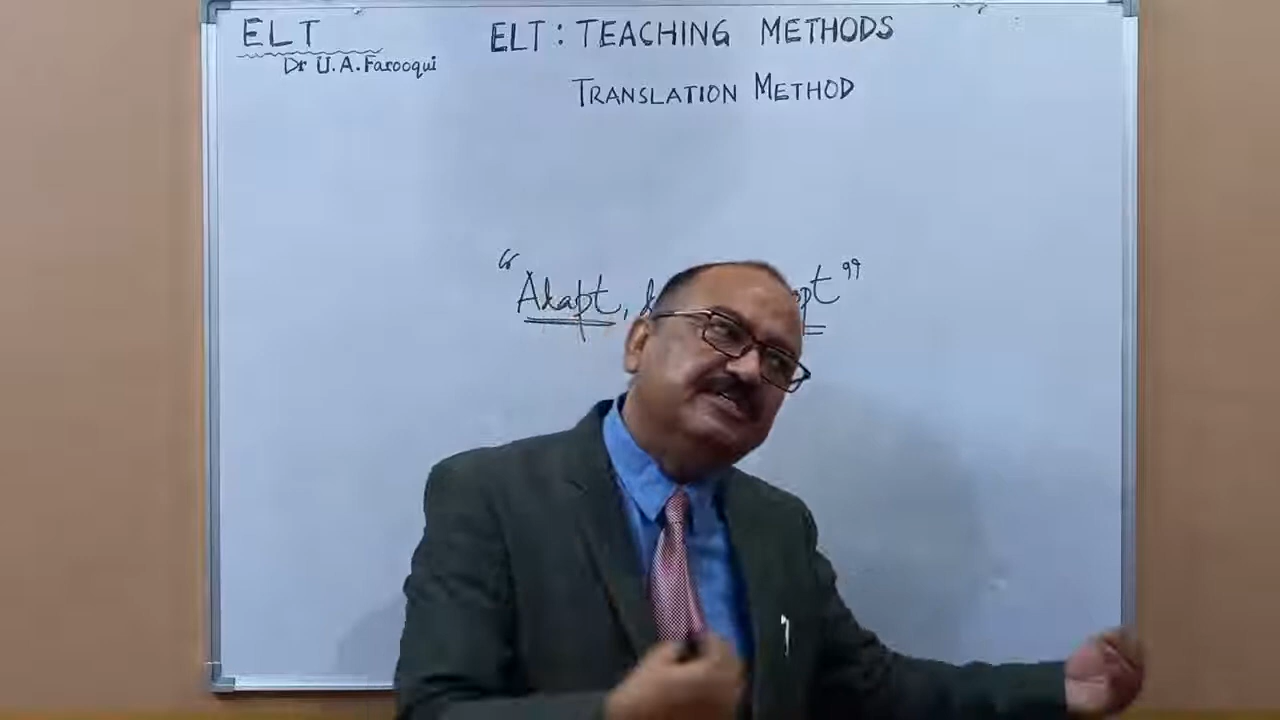 ELT
Dr U.A.Farooqui
ELT : TEACHING METHODS
TRANSLATION METHOD
"Adapt,